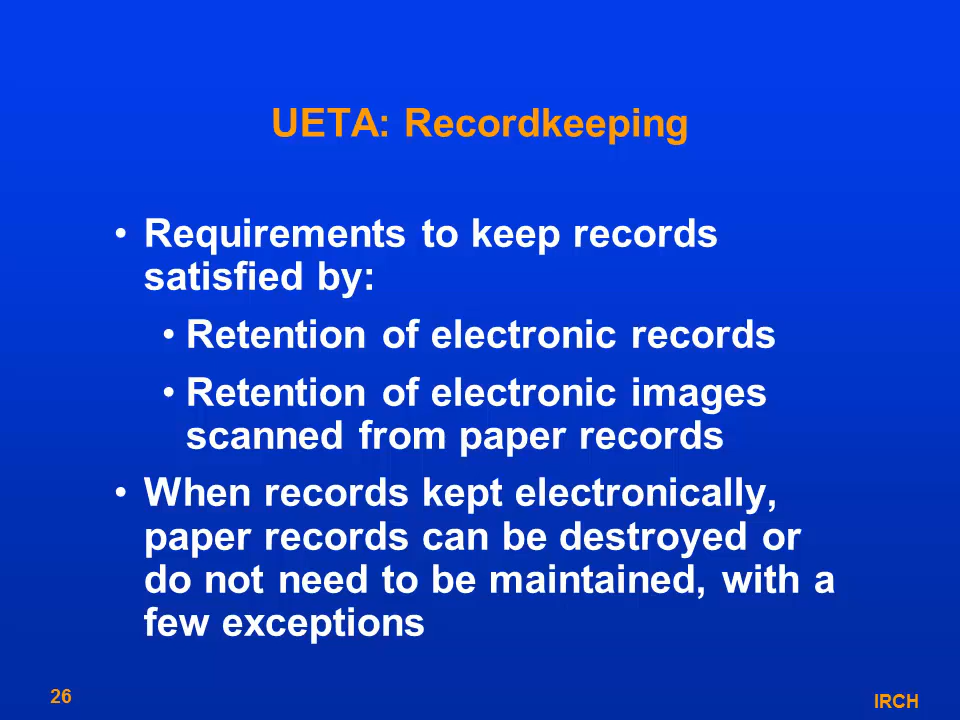 UETA: Recordkeeping
• Requirements to keep records
satisfied by:
• Retention of electronic records
• Retention of electronic images
scanned from paper records
• When records kept electronically,
paper records can be destroyed or
do not need to be maintained, with a
few exceptions
26
IRCH